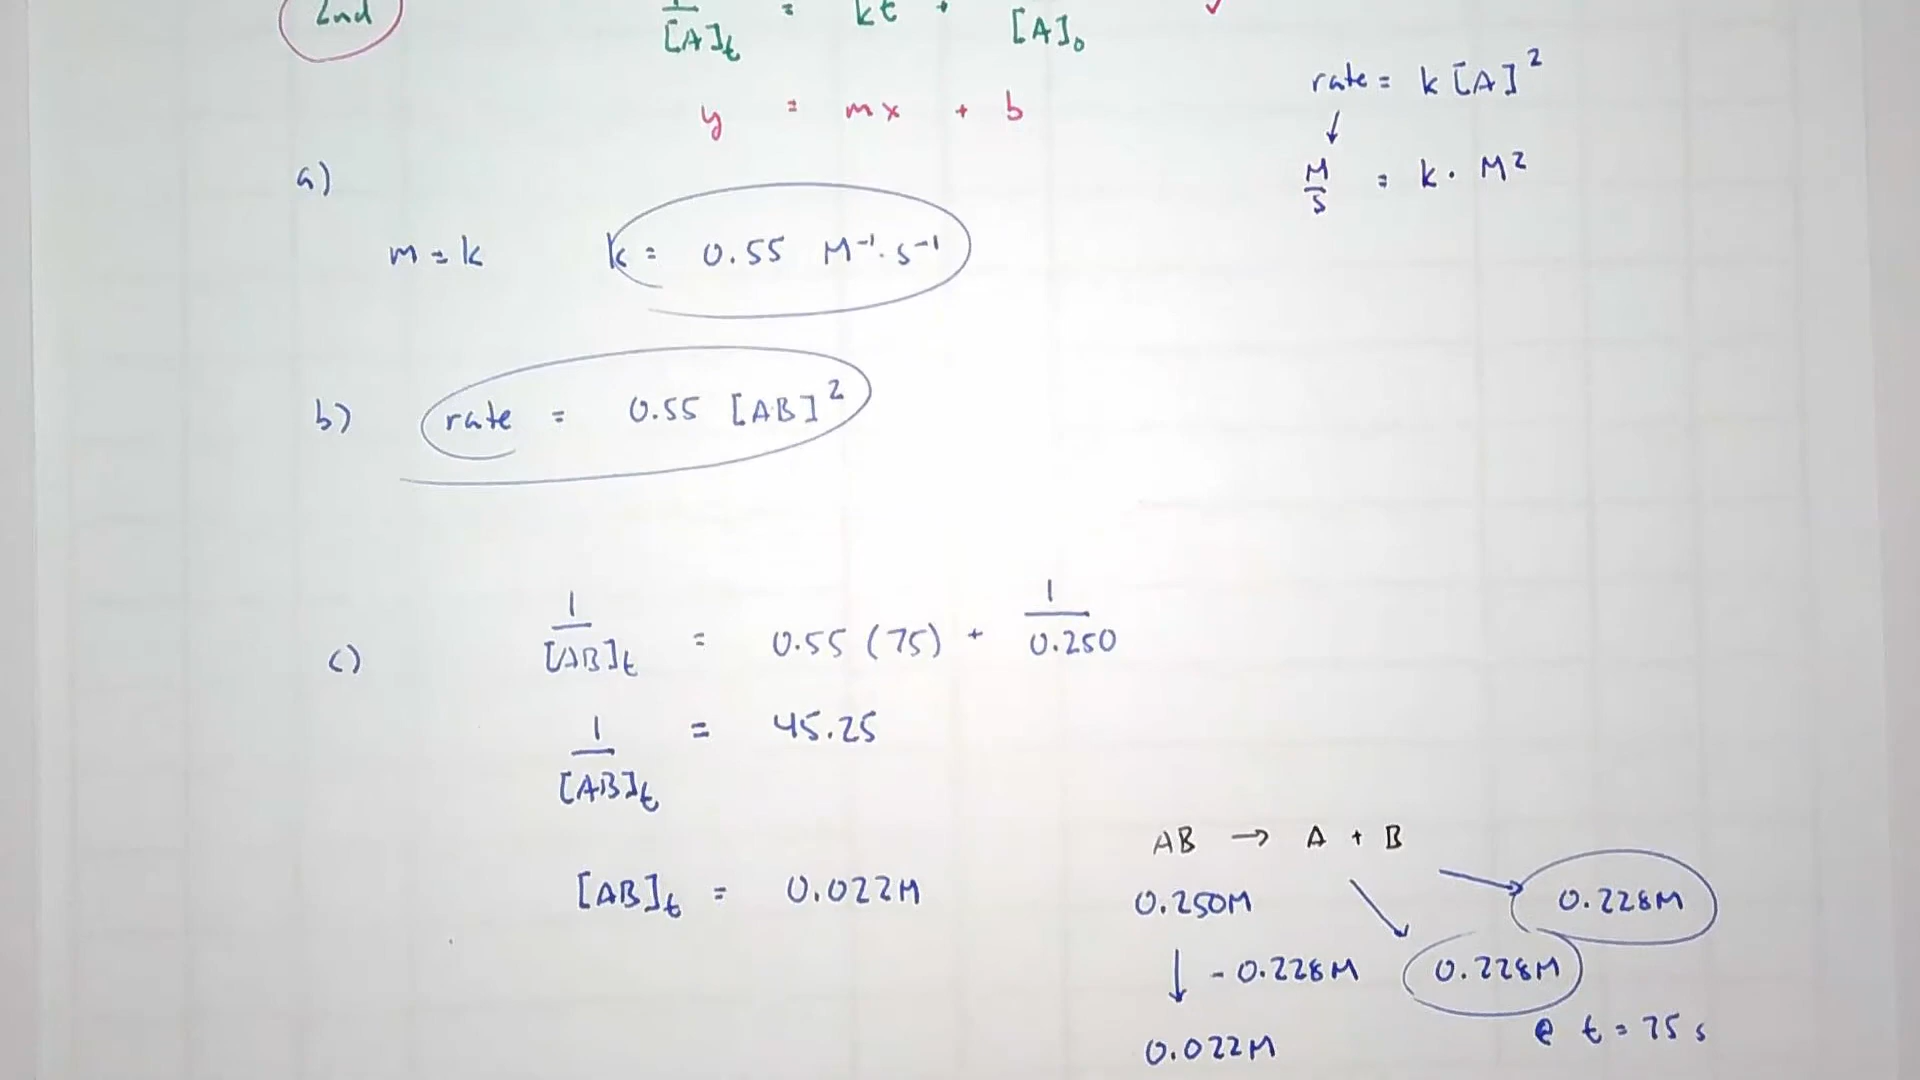 2nd
1/[A]t = kt + 1/[A]₀ ✓
y = mx + b
rate = k[A]²
↓
M/s = k · M²
a)
m = k k = 0.55 M⁻¹·s⁻¹
b) rate = 0.55 [AB]²
c) 1/[AB]t = 0.55 (75) + 1/0.250
1/[AB]t = 45.25
[AB]t = 0.022M
AB → A + B
0.250M 0.228M
↓ - 0.228M 0.228M
0.022M
@ t = 75 s